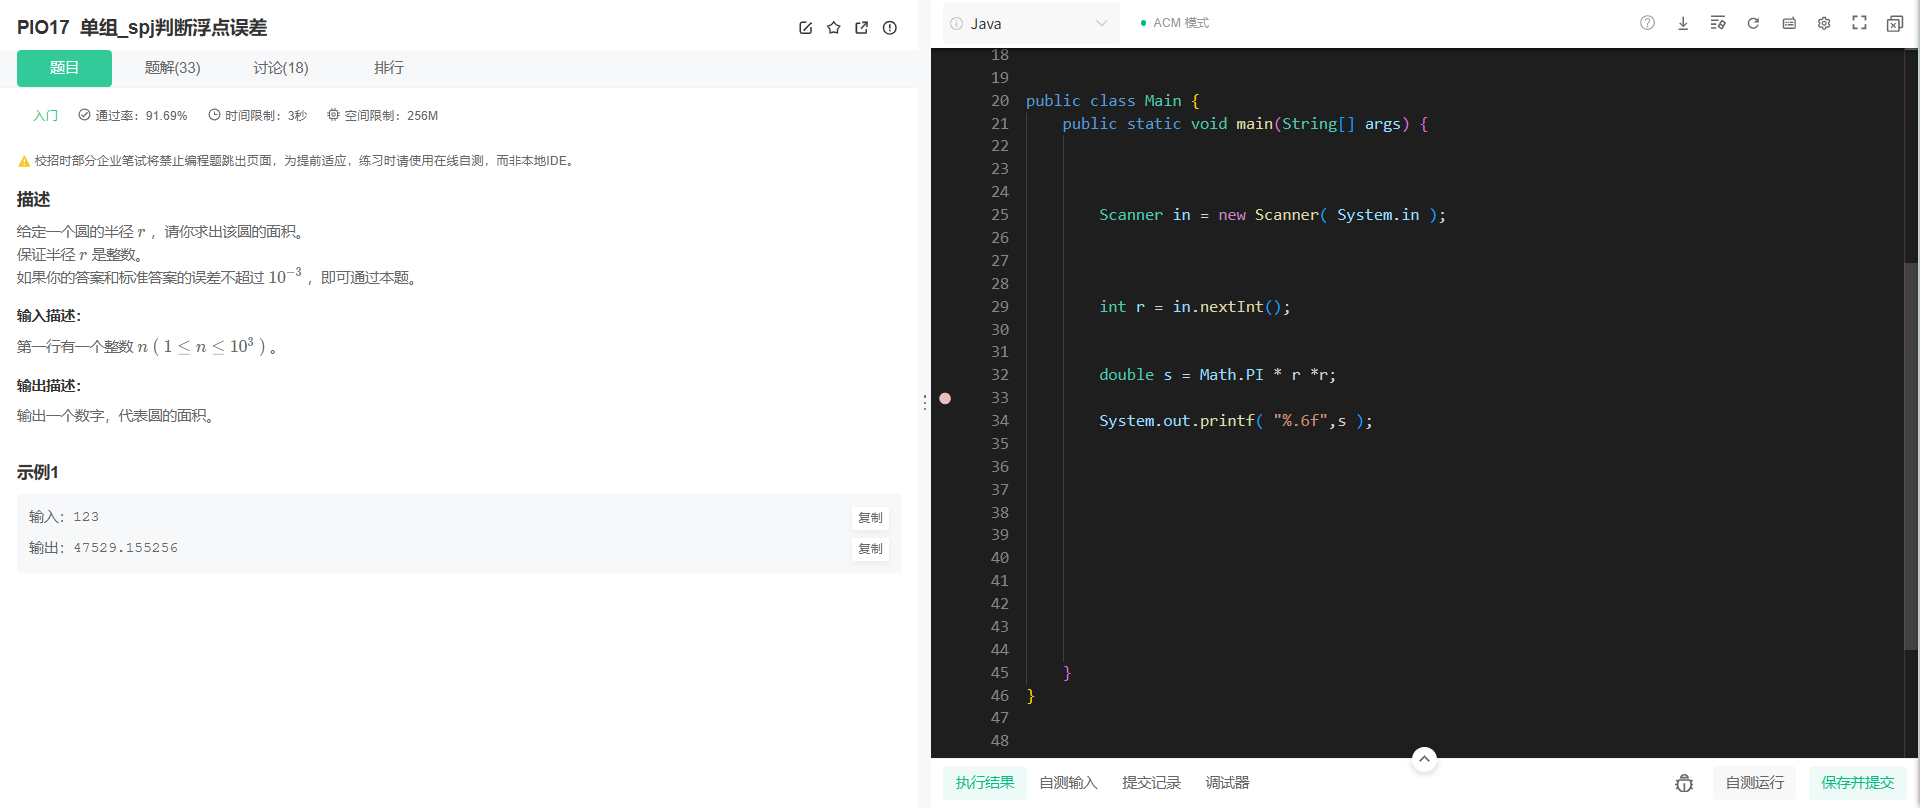 PIO17 单组_spj判断浮点误差
题目 题解(33) 讨论(18) 排行
入门 通过率：91.69% 时间限制：3秒 空间限制：256M
校招时部分企业笔试将禁止编程题跳出页面，为提前适应，练习时请使用在线自测，而非本地IDE。
描述
给定一个圆的半径 r ，请你求出该圆的面积。
保证半径 r 是整数。
如果你的答案和标准答案的误差不超过 10^{-3} ，即可通过本题。
输入描述：
第一行有一个整数 n ( 1 ≤ n ≤ 10^3 ) 。
输出描述：
输出一个数字，代表圆的面积。
示例1
输入：123
复制
输出：47529.155256
复制
Java
ACM 模式
18
19
20 public class Main {
21 public static void main(String[] args) {
22
23
24
25 Scanner in = new Scanner( System.in );
26
27
28
29 int r = in.nextInt();
30
31
32 double s = Math.PI * r *r;
33
34 System.out.printf( "%.6f",s );
35
36
37
38
39
40
41
42
43
44
45 }
46 }
47
48
执行结果 自测输入 提交记录 调试器
自测运行 保存并提交